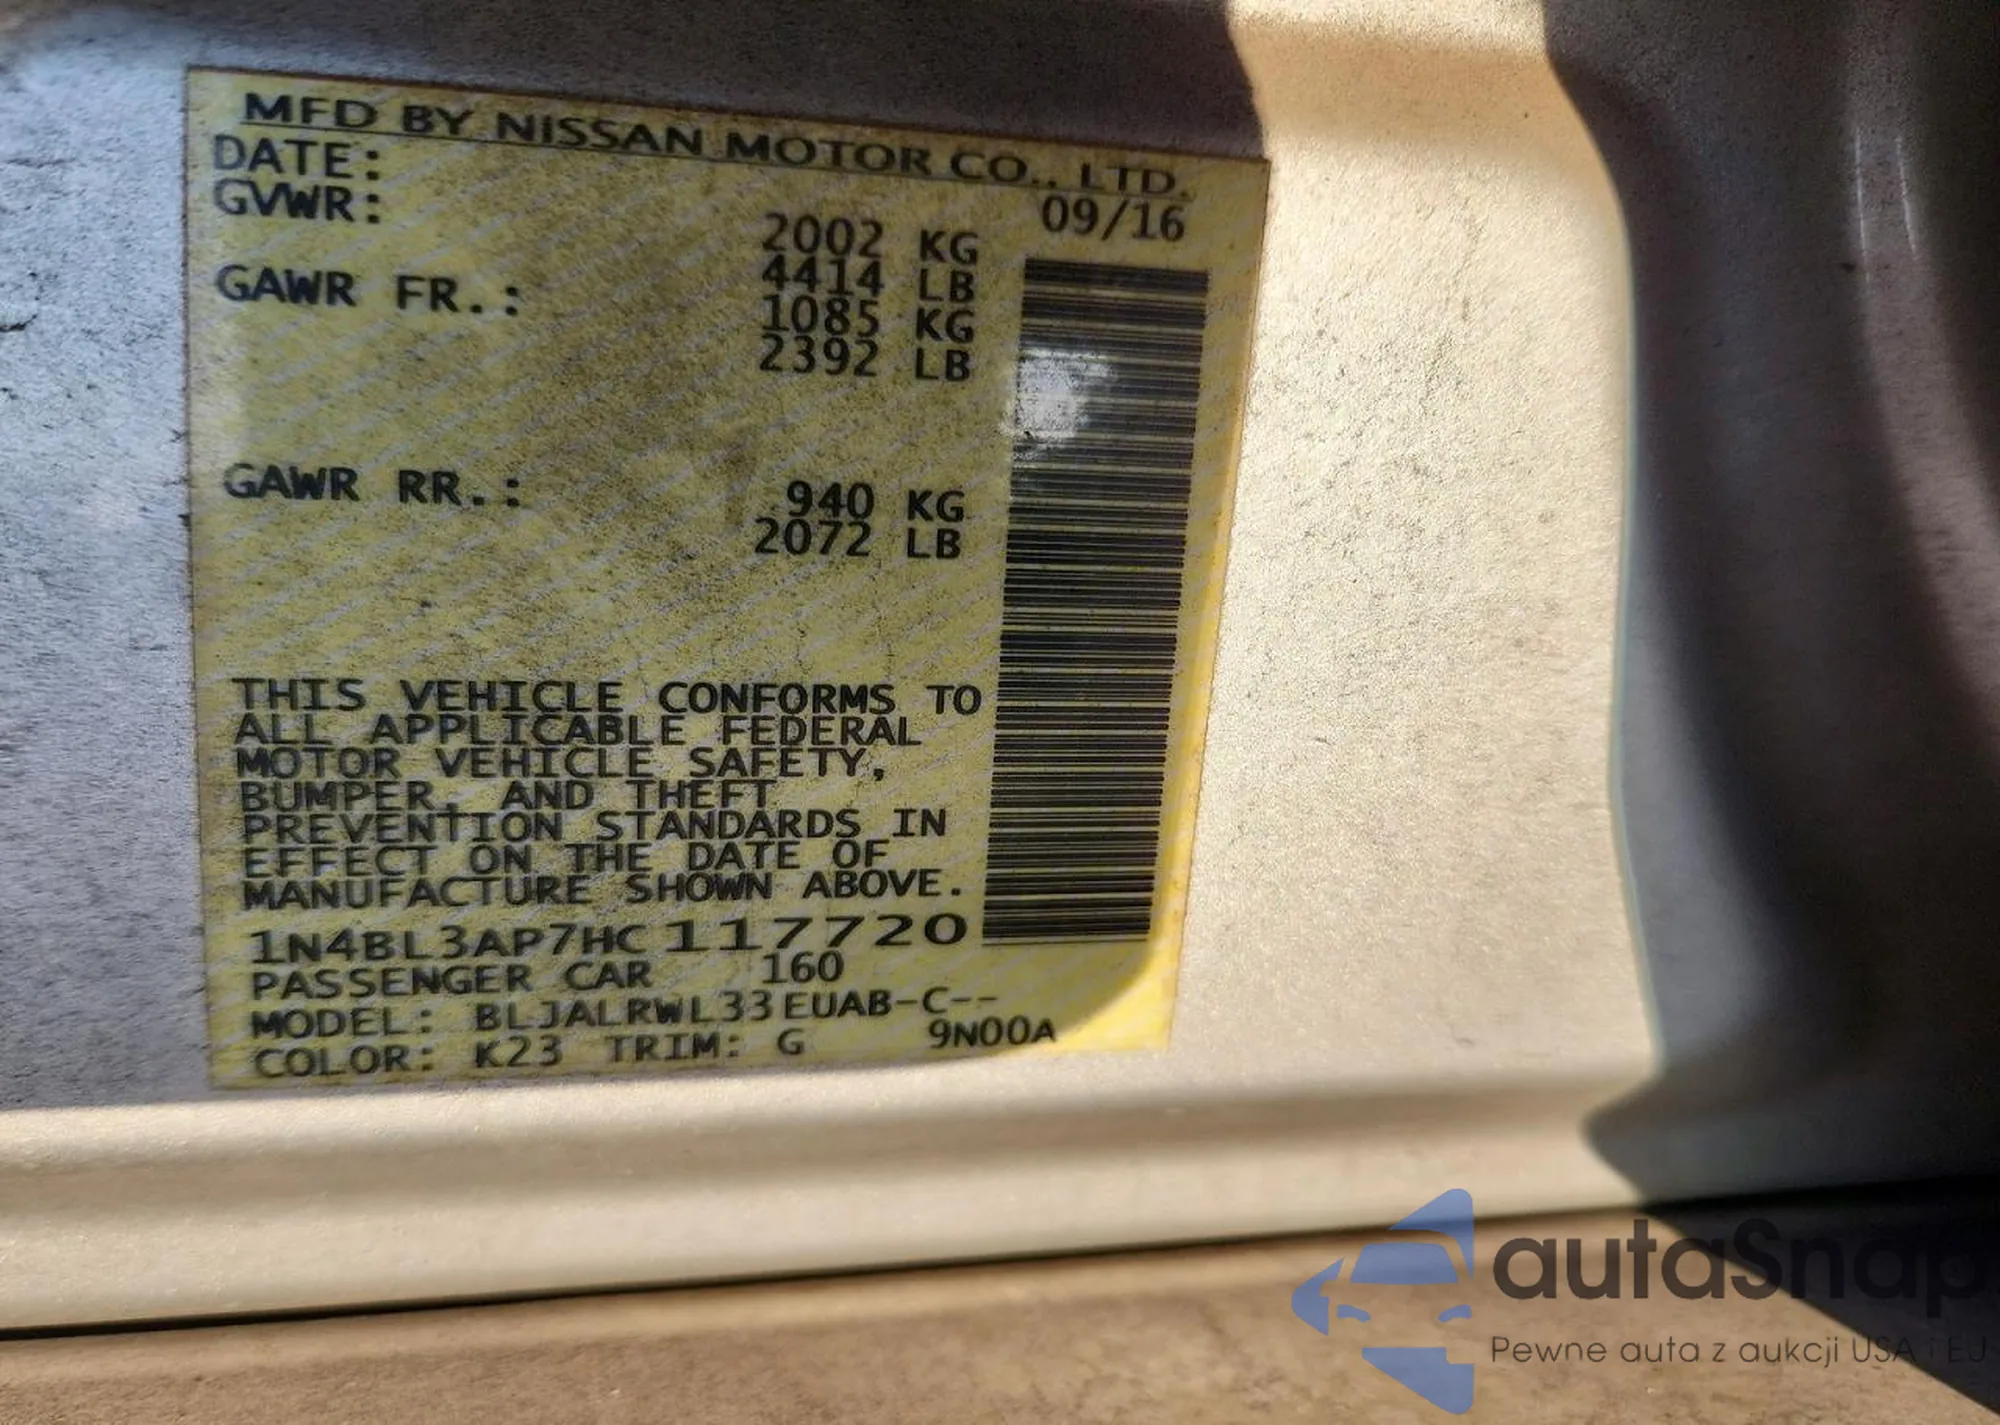 MFD BY NISSAN MOTOR CO., LTD.
DATE: 09/16
GVWR: 2002 KG
4414 LB
GAWR FR.: 1085 KG
2392 LB
GAWR RR.: 940 KG
2072 LB
THIS VEHICLE CONFORMS TO
ALL APPLICABLE FEDERAL
MOTOR VEHICLE SAFETY,
BUMPER, AND THEFT
PREVENTION STANDARDS IN
EFFECT ON THE DATE OF
MANUFACTURE SHOWN ABOVE.
1N4BL3AP7HC117720
PASSENGER CAR 160
MODEL: BLJALRWL33EUAB-C--
COLOR: K23 TRIM: G 9N00A
autaSnap
Pewne auta z aukcji USA i EU